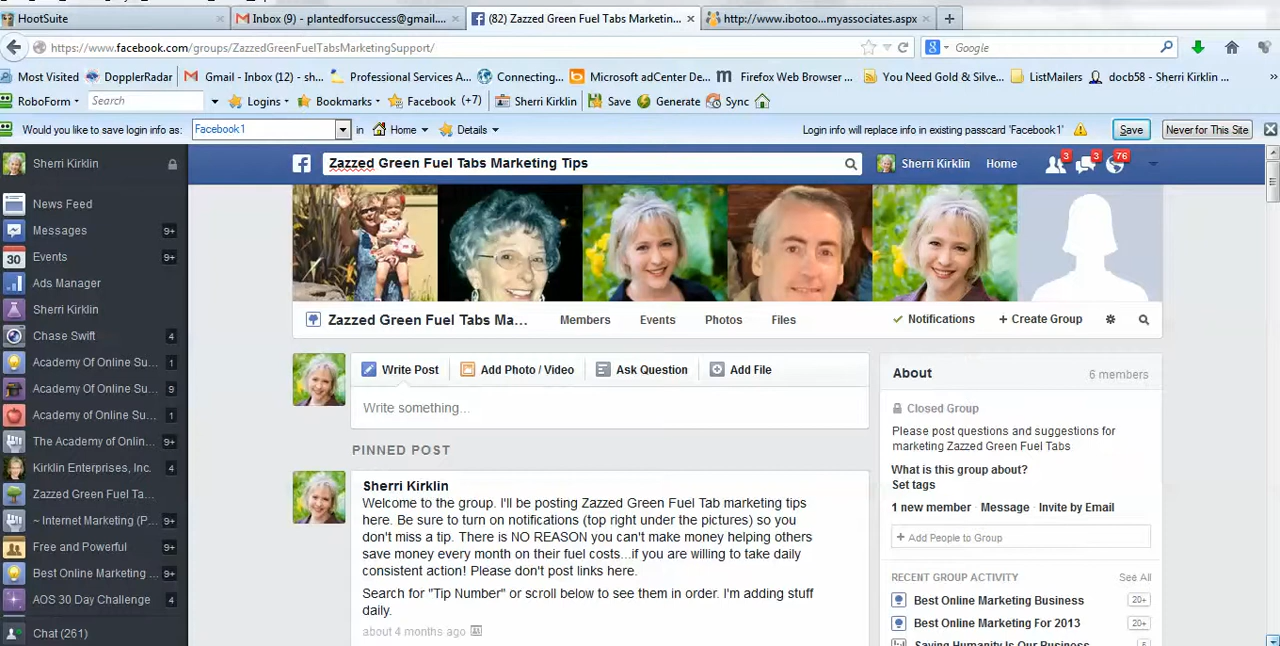 HootSuite
Inbox (9) - plantedforsuccess@gmail....
(82) Zazzed Green Fuel Tabs Marketin...
http://www.ibotoo...myassociates.aspx
https://www.facebook.com/groups/ZazzedGreenFuelTabsMarketingSupport/
Google
Most Visited DopplerRadar Gmail - Inbox (12) - sh... Professional Services A... Connecting... Microsoft adCenter De... Firefox Web Browser ... You Need Gold & Silve... ListMailers docb58 - Sherri Kirklin ...
RoboForm Search Logins Bookmarks Facebook (+7) Sherri Kirklin Save Generate Sync
Would you like to save login info as: Facebook1 in Home Details Login info will replace info in existing passcard 'Facebook1' Save Never for This Site
Sherri Kirklin
News Feed
Messages 9+
30 Events 9+
Ads Manager
Sherri Kirklin
Chase Swift 4
Academy Of Online Su... 1
Academy Of Online Su... 9
Academy of Online Su... 1
The Academy of Onlin... 9+
Kirklin Enterprises, Inc. 4
Zazzed Green Fuel Ta...
~ Internet Marketing (P... 9+
Free and Powerful 9+
Best Online Marketing ... 9+
AOS 30 Day Challenge 4
Chat (261)
Zazzed Green Fuel Tabs Marketing Tips
Sherri Kirklin Home 3 3 76
Zazzed Green Fuel Tabs Ma... Members Events Photos Files
Notifications + Create Group
Write Post Add Photo / Video Ask Question Add File
Write something...
PINNED POST
Sherri Kirklin
Welcome to the group. I'll be posting Zazzed Green Fuel Tab marketing tips
here. Be sure to turn on notifications (top right under the pictures) so you
don't miss a tip. There is NO REASON you can't make money helping others
save money every month on their fuel costs...if you are willing to take daily
consistent action! Please don't post links here.
Search for "Tip Number" or scroll below to see them in order. I'm adding stuff
daily.
about 4 months ago
About 6 members
Closed Group
Please post questions and suggestions for
marketing Zazzed Green Fuel Tabs
What is this group about?
Set tags
1 new member · Message · Invite by Email
+ Add People to Group
RECENT GROUP ACTIVITY See All
Best Online Marketing Business 20+
Best Online Marketing For 2013 20+
Saving Humanity Is Our Business